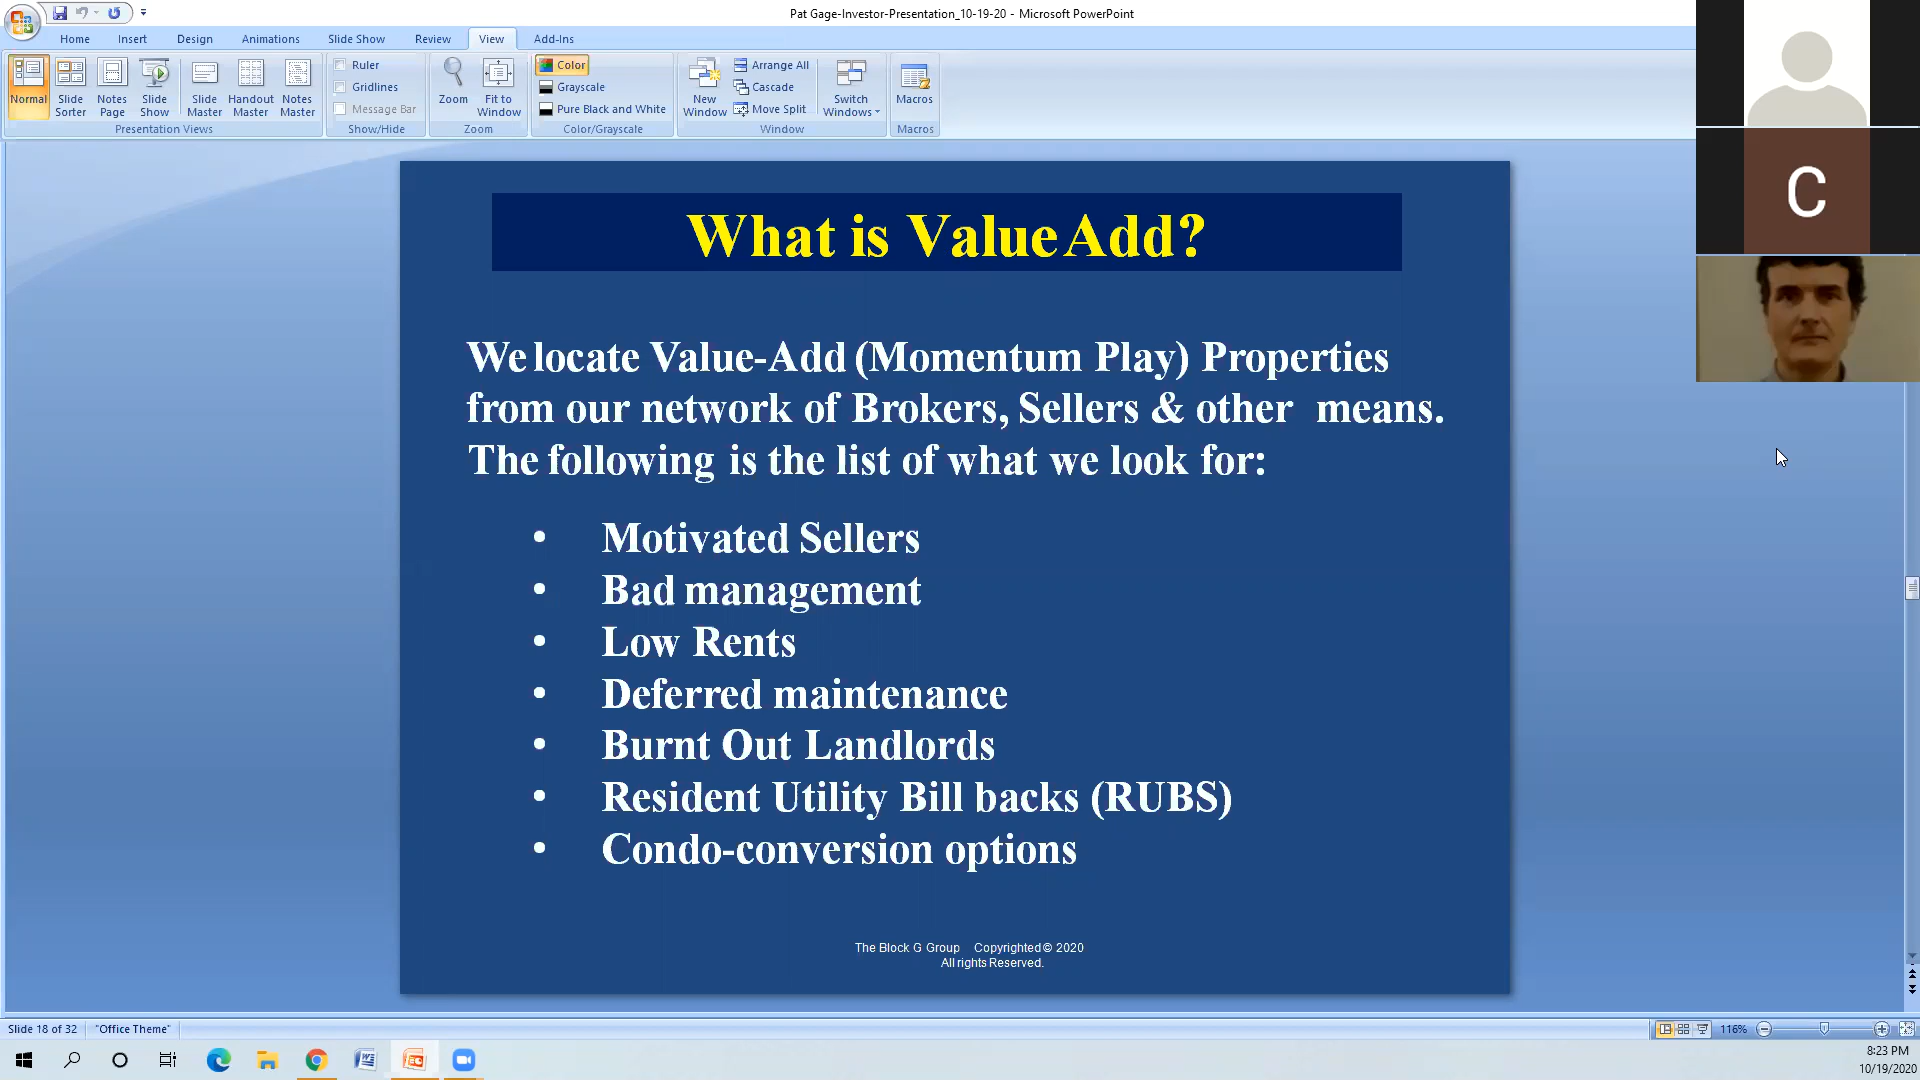 Pat Gage-Investor-Presentation_10-19-20 - Microsoft PowerPoint
Home Insert Design Animations Slide Show Review View Add-Ins
Normal
Slide Sorter
Notes Page
Slide Show
Slide Master
Handout Master
Notes Master
Presentation Views
Ruler
Gridlines
Message Bar
Show/Hide
Zoom
Fit to Window
Zoom
Color
Grayscale
Pure Black and White
Color/Grayscale
New Window
Arrange All
Cascade
Move Split
Switch Windows
Window
Macros
Macros
C
What is Value Add?
We locate Value-Add (Momentum Play) Properties
from our network of Brokers, Sellers & other means.
The following is the list of what we look for:
• Motivated Sellers
• Bad management
• Low Rents
• Deferred maintenance
• Burnt Out Landlords
• Resident Utility Bill backs (RUBS)
• Condo-conversion options
The Block G Group Copyrighted © 2020
All rights Reserved.
Slide 18 of 32 "Office Theme" 116%
8:23 PM
10/19/2020